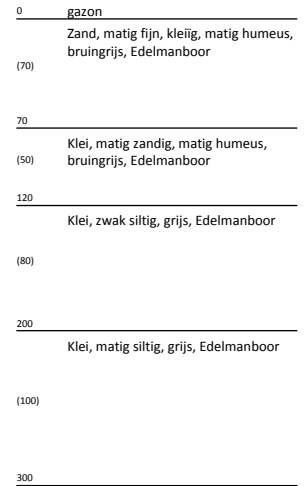 0 gazon
Zand, matig fijn, kleiïg, matig humeus,
bruingrijs, Edelmanboor
(70)
70
Klei, matig zandig, matig humeus,
(50) bruingrijs, Edelmanboor
120
Klei, zwak siltig, grijs, Edelmanboor
(80)
200
Klei, matig siltig, grijs, Edelmanboor
(100)
300